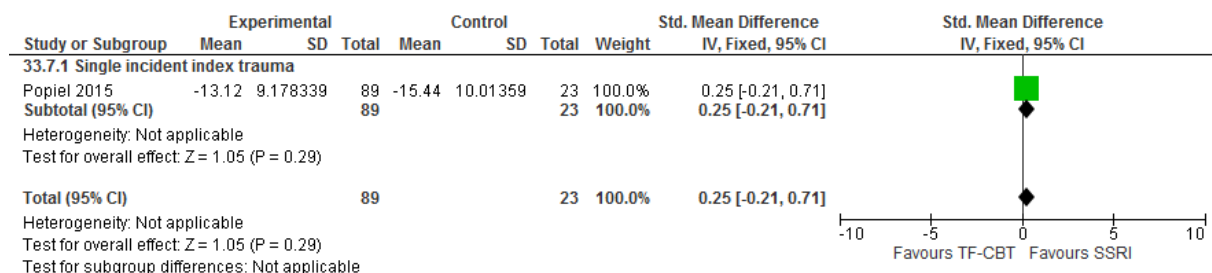 Experimental Control Std. Mean Difference Std. Mean Difference
Study or Subgroup Mean SD Total Mean SD Total Weight IV, Fixed, 95% CI IV, Fixed, 95% CI
33.7.1 Single incident index trauma
Popiel 2015 -13.12 9.178339 89 -15.44 10.01359 23 100.0% 0.25 [-0.21, 0.71]
Subtotal (95% CI) 89 23 100.0% 0.25 [-0.21, 0.71]
Heterogeneity: Not applicable
Test for overall effect: Z = 1.05 (P = 0.29)
Total (95% CI) 89 23 100.0% 0.25 [-0.21, 0.71]
Heterogeneity: Not applicable
Test for overall effect: Z = 1.05 (P = 0.29)
Test for subgroup differences: Not applicable
-10 -5 0 5 10
Favours TF-CBT Favours SSRI